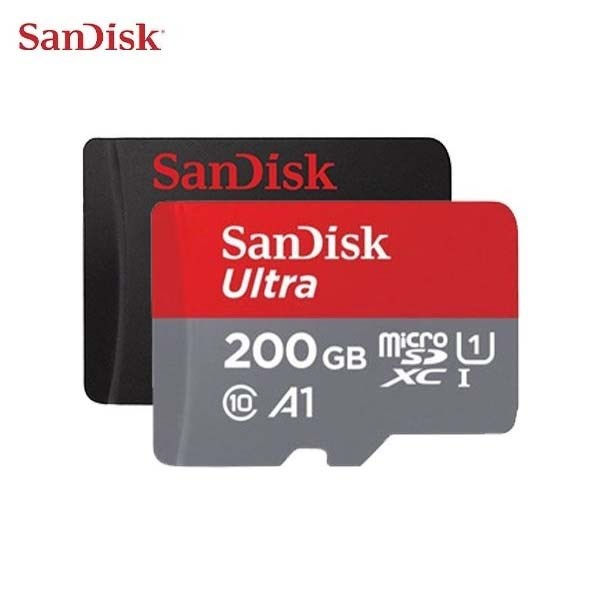 SanDisk
SanDisk
SanDisk
Ultra
200 GB micro SD XC I U1
10 A1